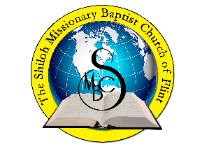 The Shiloh Missionary Baptist Church of Flint
SMBC